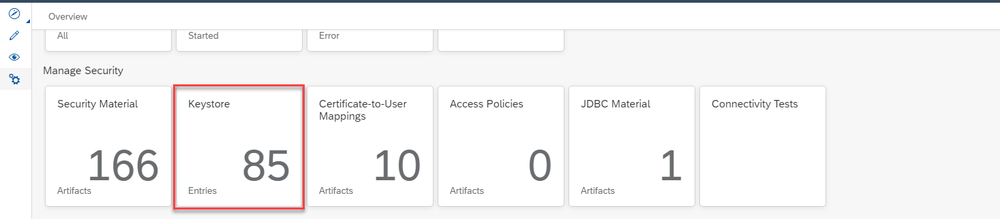 Overview
All
Started
Error
Manage Security
Security Material
166
Artifacts
Keystore
85
Entries
Certificate-to-User
Mappings
10
Artifacts
Access Policies
0
Artifacts
JDBC Material
1
Artifacts
Connectivity Tests